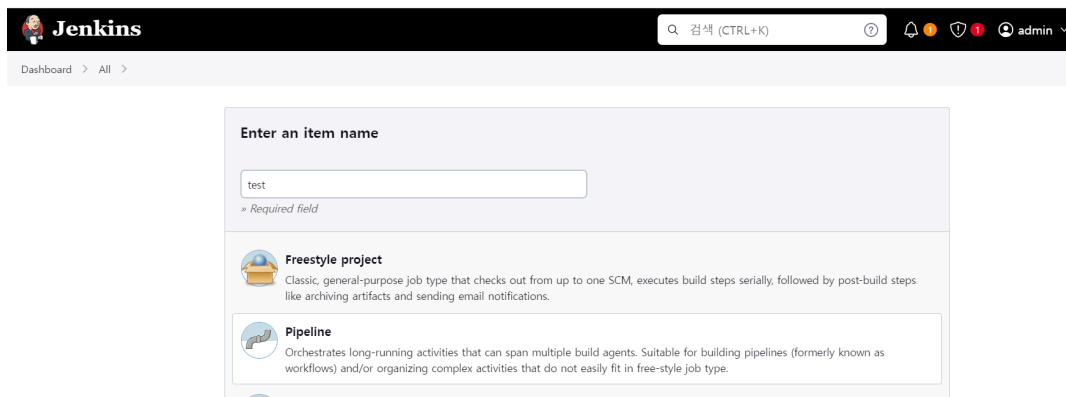 Jenkins
검색 (CTRL+K)
?
1
1
admin
Dashboard > All >
Enter an item name
test
» Required field
Freestyle project
Classic, general-purpose job type that checks out from up to one SCM, executes build steps serially, followed by post-build steps
like archiving artifacts and sending email notifications.
Pipeline
Orchestrates long-running activities that can span multiple build agents. Suitable for building pipelines (formerly known as
workflows) and/or organizing complex activities that do not easily fit in free-style job type.